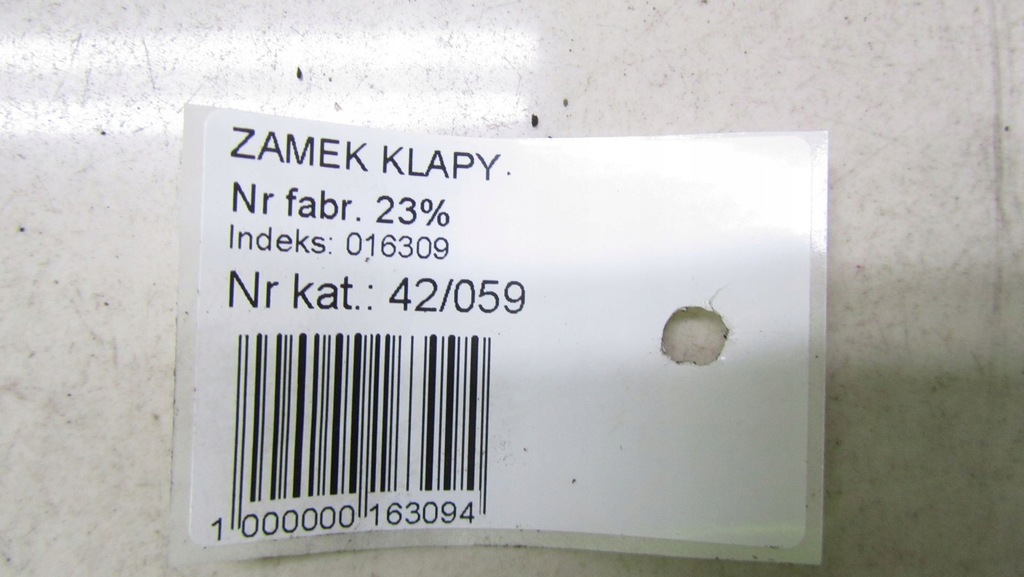 ZAMEK KLAPY.
Nr fabr. 23%
Indeks: 016309
Nr kat.: 42/059
1 000000 163094